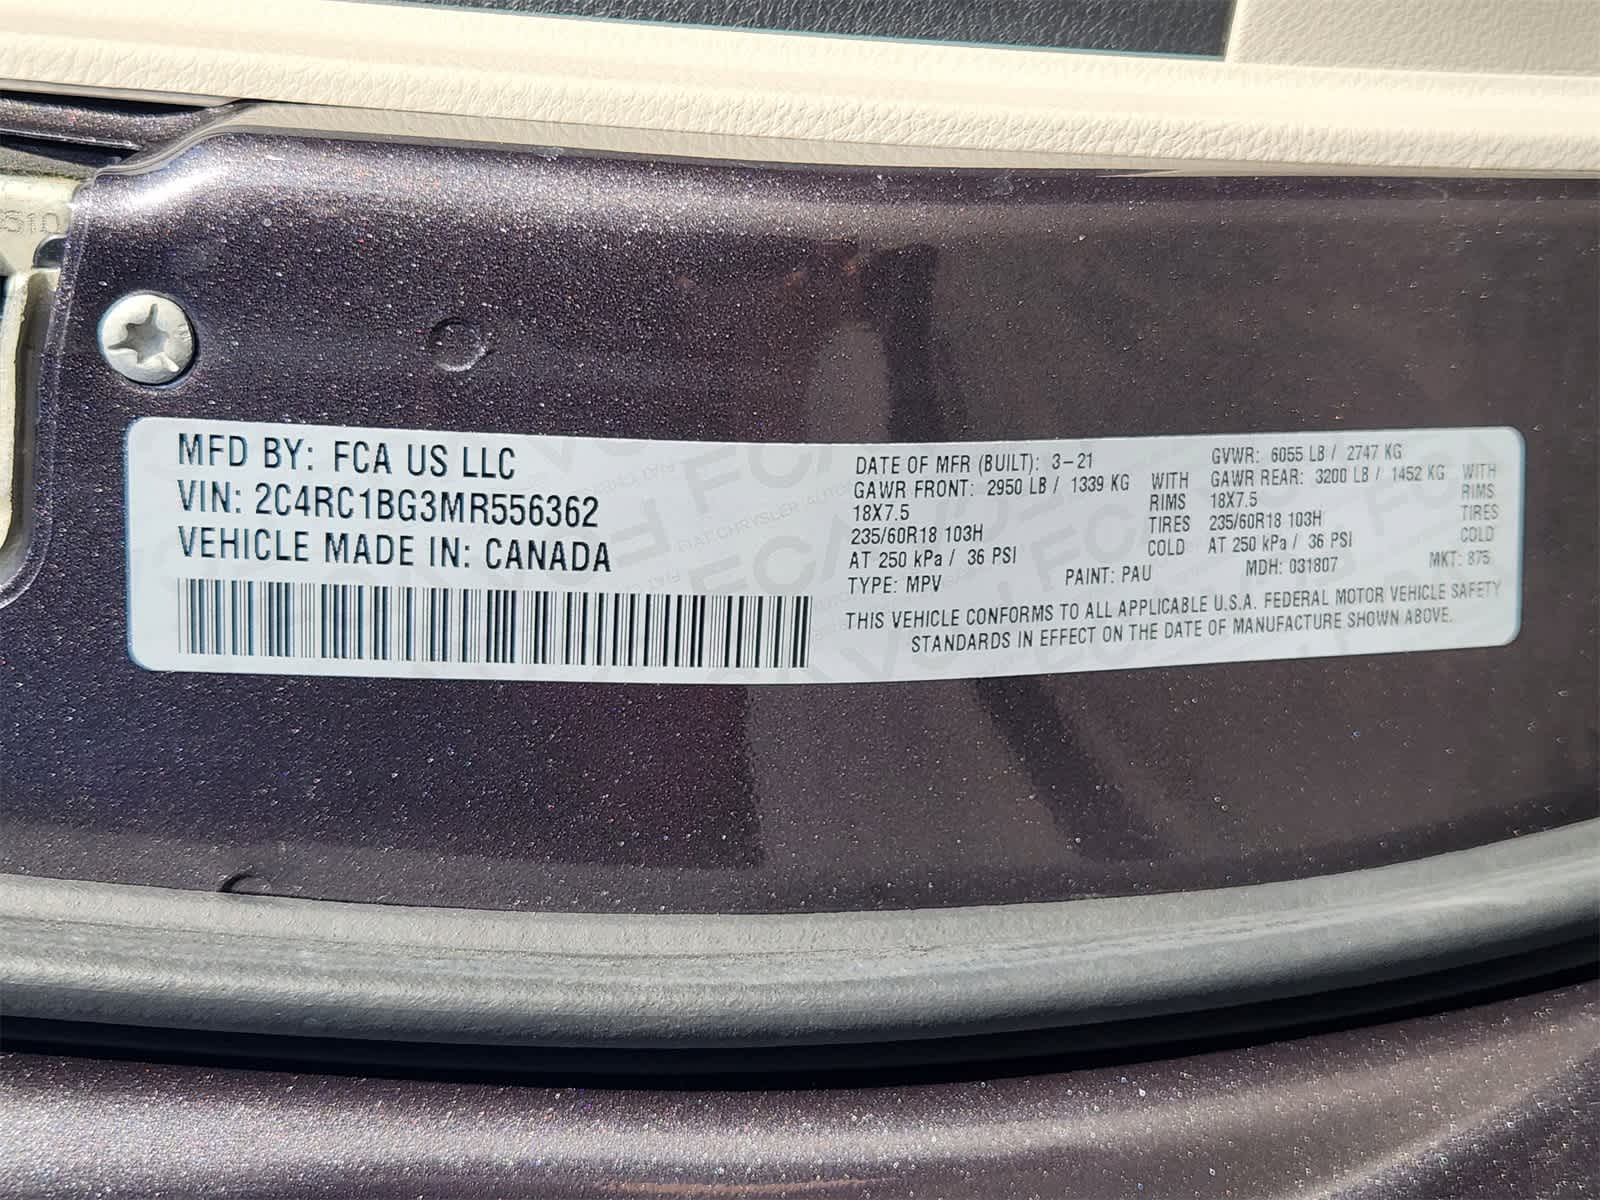 MFD BY: FCA US LLC
VIN: 2C4RC1BG3MR556362
VEHICLE MADE IN: CANADA
DATE OF MFR (BUILT): 3-21
GAWR FRONT: 2950 LB / 1339 KG WITH
18X7.5 RIMS
235/60R18 103H TIRES
AT 250 kPa / 36 PSI COLD
GVWR: 6055 LB / 2747 KG
GAWR REAR: 3200 LB / 1452 KG WITH
18X7.5 RIMS
235/60R18 103H TIRES
AT 250 kPa / 36 PSI COLD
TYPE: MPV PAINT: PAU MDH: 031807 MKT: 875
THIS VEHICLE CONFORMS TO ALL APPLICABLE U.S.A. FEDERAL MOTOR VEHICLE SAFETY
STANDARDS IN EFFECT ON THE DATE OF MANUFACTURE SHOWN ABOVE.